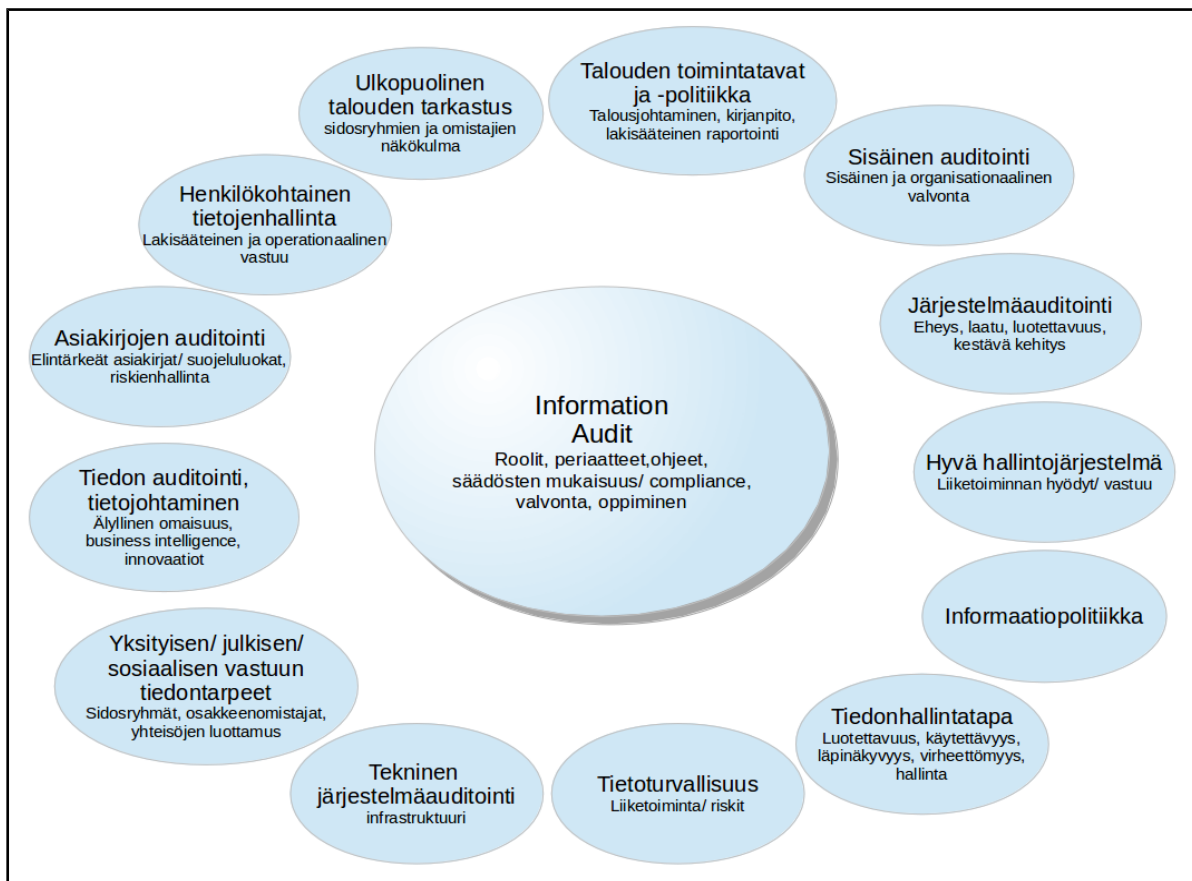 Ulkopuolinen
talouden tarkastus
sidosryhmien ja omistajien
näkökulma
Talouden toimintatavat
ja -politiikka
Talousjohtaminen, kirjanpito,
lakisääteinen raportointi
Sisäinen auditointi
Sisäinen ja organisationaalinen
valvonta
Henkilökohtainen
tietojenhallinta
Lakisääteinen ja operationaalinen
vastuu
Järjestelmäauditointi
Eheys, laatu, luotettavuus,
kestävä kehitys
Asiakirjojen auditointi
Elintärkeät asiakirjat/ suojeluluokat,
riskienhallinta
Information
Audit
Roolit, periaatteet,ohjeet,
säädösten mukaisuus/ compliance,
valvonta, oppiminen
Hyvä hallintojärjestelmä
Liiketoiminnan hyödyt/ vastuu
Tiedon auditointi,
tietojohtaminen
Älyllinen omaisuus,
business intelligence,
innovaatiot
Informaatiopolitiikka
Yksityisen/ julkisen/
sosiaalisen vastuun
tiedontarpeet
Sidosryhmät, osakkeenomistajat,
yhteisöjen luottamus
Tiedonhallintatapa
Luotettavuus, käytettävyys,
läpinäkyvyys, virheettömyys,
hallinta
Tekninen
järjestelmäauditointi
infrastruktuuri
Tietoturvallisuus
Liiketoiminta/ riskit